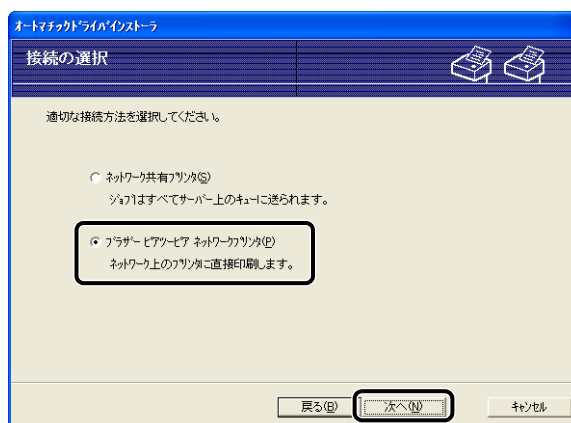 ｵｰﾄﾏﾁｯｸﾄﾞﾗｲﾊﾞｲﾝｽﾄｰﾗ
接続の選択
適切な接続方法を選択してください。
ﾈｯﾄﾜｰｸ共有ﾌﾟﾘﾝﾀ(S)
ｼﾞｮﾌﾞはすべてサーバー上のｷｭｰに送られます。
ﾌﾞﾗｻﾞｰ ﾋﾟｱﾂｰﾋﾟｱ ﾈｯﾄﾜｰｸﾌﾟﾘﾝﾀ(P)
ﾈｯﾄﾜｰｸ上のﾌﾟﾘﾝﾀに直接印刷します。
戻る(B) 次へ(N) ｷｬﾝｾﾙ